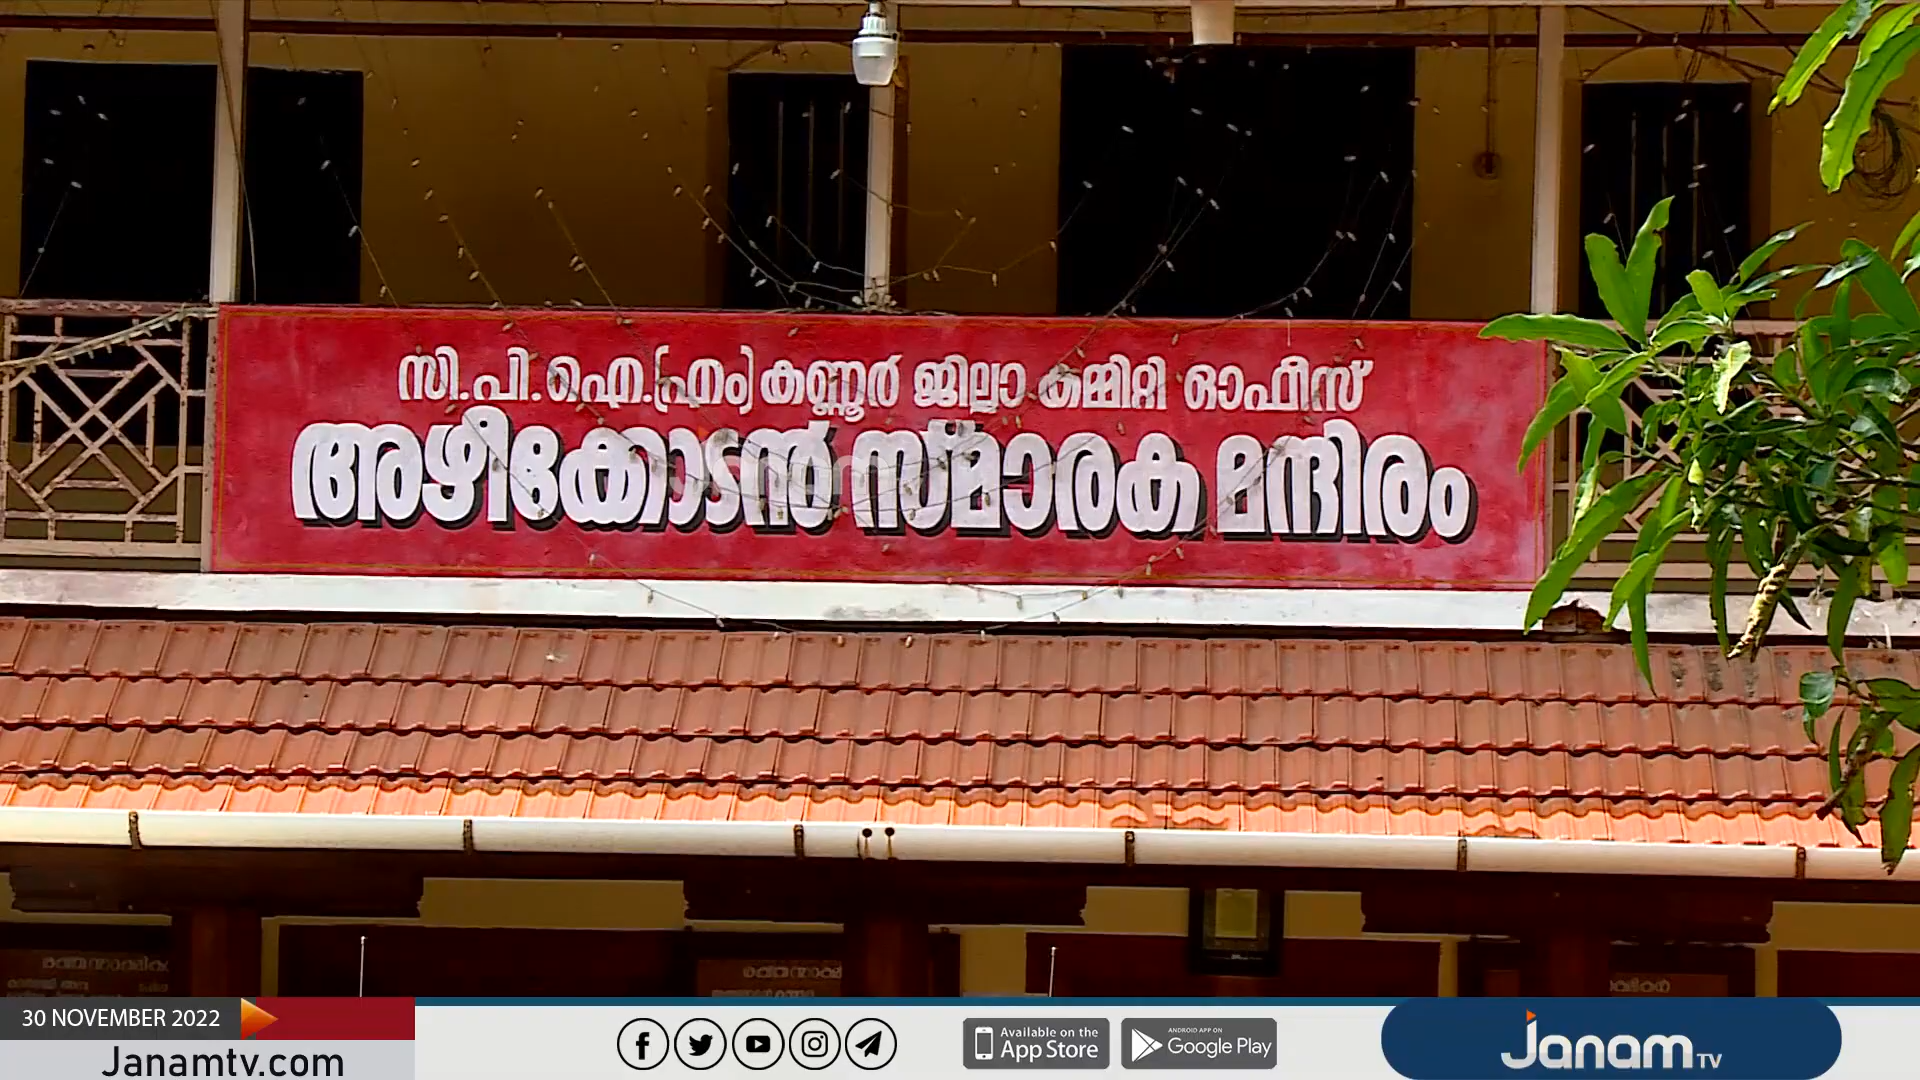 സി.പി.ഐ.(എം) കണ്ണൂർ ജില്ലാ കമ്മിറ്റി ഓഫീസ്
അഴീക്കോടൻ സ്മാരക മന്ദിരം
രക്ത സാക്ഷി
30 NOVEMBER 2022
Janamtv.com
Available on the
App Store
ANDROID APP ON
Google Play
Janam TV